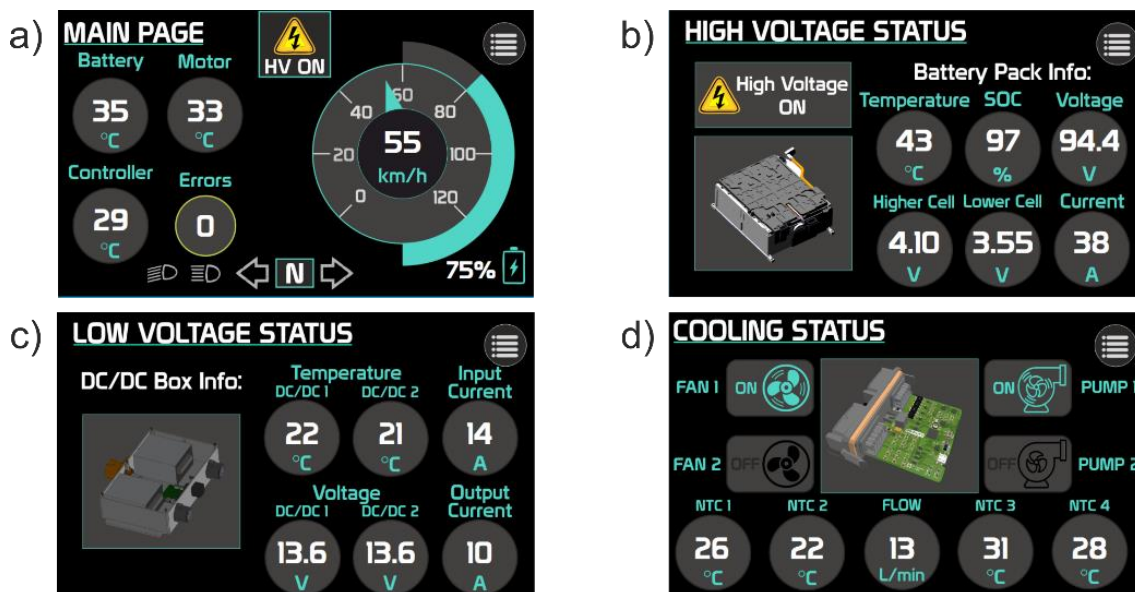 a)
MAIN PAGE
HV ON
Battery Motor
35 33
°C °C
Controller Errors
29 0
°C
0 20 40 60 80 100 120
55
km/h
N
75%
b)
HIGH VOLTAGE STATUS
High Voltage
ON
Battery Pack Info:
Temperature SOC Voltage
43 97 94.4
°C % V
Higher Cell Lower Cell Current
4.10 3.55 38
V V A
c)
LOW VOLTAGE STATUS
DC/DC Box Info:
Temperature Input
DC/DC 1 DC/DC 2 Current
22 21 14
°C °C A
Voltage Output
DC/DC 1 DC/DC 2 Current
13.6 13.6 10
V V A
d)
COOLING STATUS
FAN 1 ON ON PUMP 1
FAN 2 OFF OFF PUMP 2
NTC 1 NTC 2 FLOW NTC 3 NTC 4
26 22 13 31 28
°C °C L/min °C °C